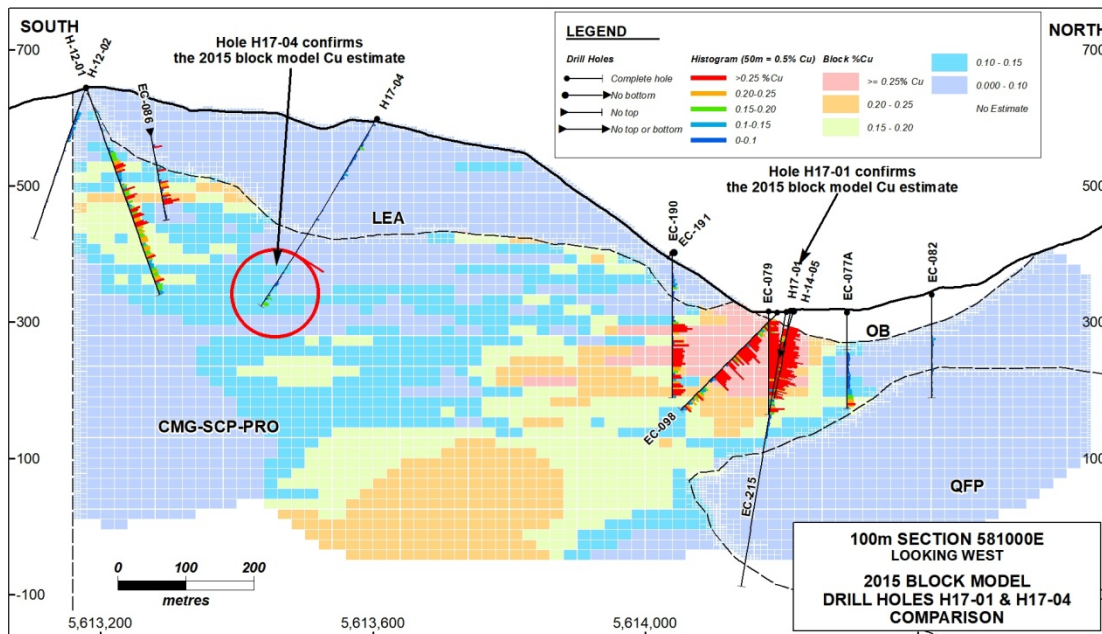 SOUTH
NORTH
700
500
300
100
-100
700
500
300
100
H-12-01
H-12-02
EC-086
Hole H17-04 confirms
the 2015 block model Cu estimate
H17-04
LEGEND
Drill Holes
Complete hole
No bottom
No top
No top or bottom
Histogram (50m = 0.5% Cu)
>0.25 %Cu
0.20-0.25
0.15-0.20
0.1-0.15
0-0.1
Block %Cu
>= 0.25% Cu
0.20 - 0.25
0.15 - 0.20
0.10 - 0.15
0.000 - 0.10
No Estimate
Hole H17-01 confirms
the 2015 block model Cu estimate
LEA
EC-190
EC-191
EC-079
H17-01
H-14-05
EC-077A
EC-082
OB
CMG-SCP-PRO
EC-098
EC-215
QFP
0 100 200
metres
5,613,200
5,613,600
5,614,000
100m SECTION 581000E
LOOKING WEST
2015 BLOCK MODEL
DRILL HOLES H17-01 & H17-04
COMPARISON